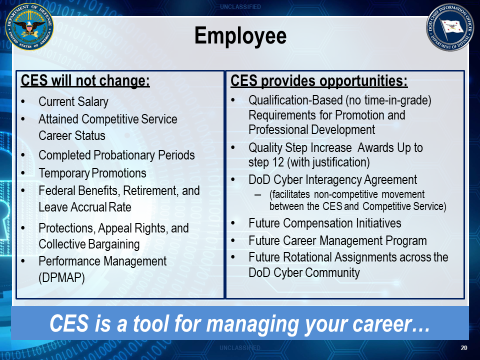 UNCLASSIFIED
Employee
CES will not change:
• Current Salary
• Attained Competitive Service
Career Status
• Completed Probationary Periods
• Temporary Promotions
• Federal Benefits, Retirement, and
Leave Accrual Rate
• Protections, Appeal Rights, and
Collective Bargaining
• Performance Management
(DPMAP)
CES provides opportunities:
• Qualification-Based (no time-in-grade)
Requirements for Promotion and
Professional Development
• Quality Step Increase Awards Up to
step 12 (with justification)
• DoD Cyber Interagency Agreement
– (facilitates non-competitive movement
between the CES and Competitive Service)
• Future Compensation Initiatives
• Future Career Management Program
• Future Rotational Assignments across the
DoD Cyber Community
CES is a tool for managing your career…
UNCLASSIFIED
20